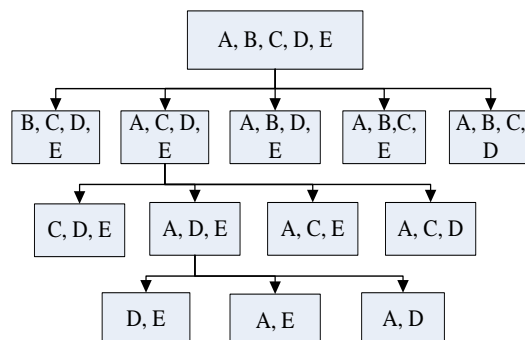 A, B, C, D, E
B, C, D,
E
A, C, D,
E
A, B, D,
E
A, B,C,
E
A, B, C,
D
C, D, E
A, D, E
A, C, E
A, C, D
D, E
A, E
A, D